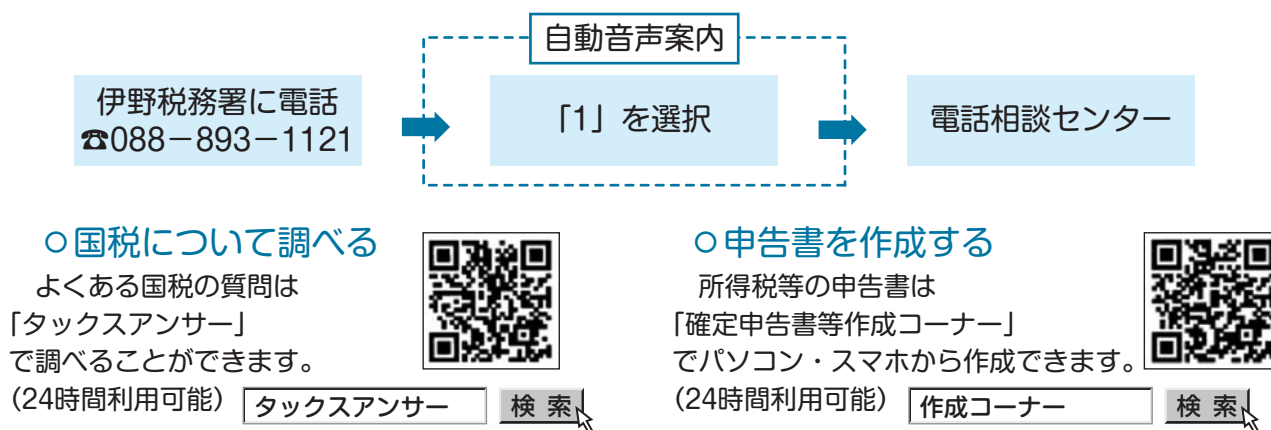 自動音声案内
伊野税務署に電話
☎088－893－1121
「1」を選択
電話相談センター
○国税について調べる
よくある国税の質問は
「タックスアンサー」
で調べることができます。
（24時間利用可能）
タックスアンサー
検 索
○申告書を作成する
所得税等の申告書は
「確定申告書等作成コーナー」
でパソコン・スマホから作成できます。
（24時間利用可能）
作成コーナー
検 索